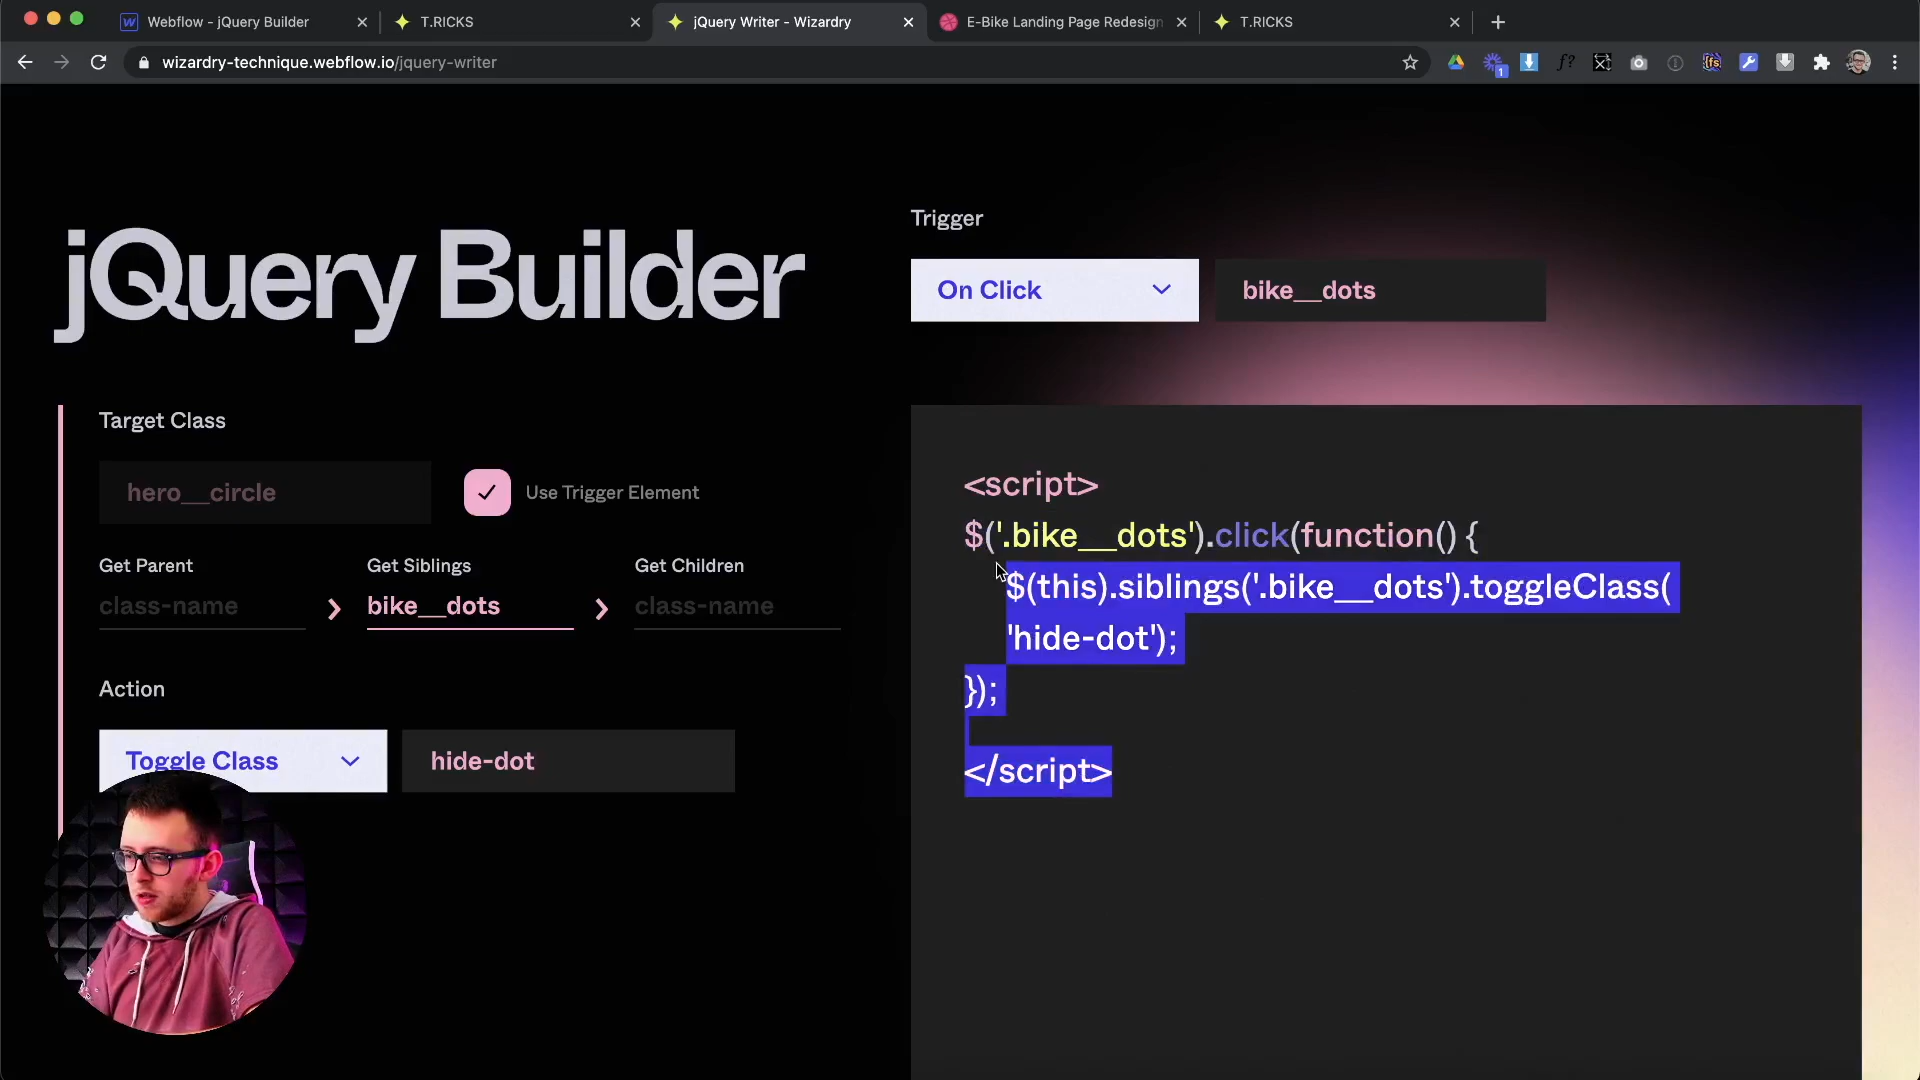 Webflow - jQuery Builder
T.RICKS
jQuery Writer - Wizardry
E-Bike Landing Page Redesign
T.RICKS
wizardry-technique.webflow.io/jquery-writer
1
f?
{fs
jQuery Builder
Trigger
On Click
bike__dots
Target Class
hero__circle
Use Trigger Element
Get Parent
Get Siblings
Get Children
class-name
bike__dots
class-name
Action
Toggle Class
hide-dot
<script>
$('.bike__dots').click(function() {
$(this).siblings('.bike__dots').toggleClass(
'hide-dot');
});
</script>